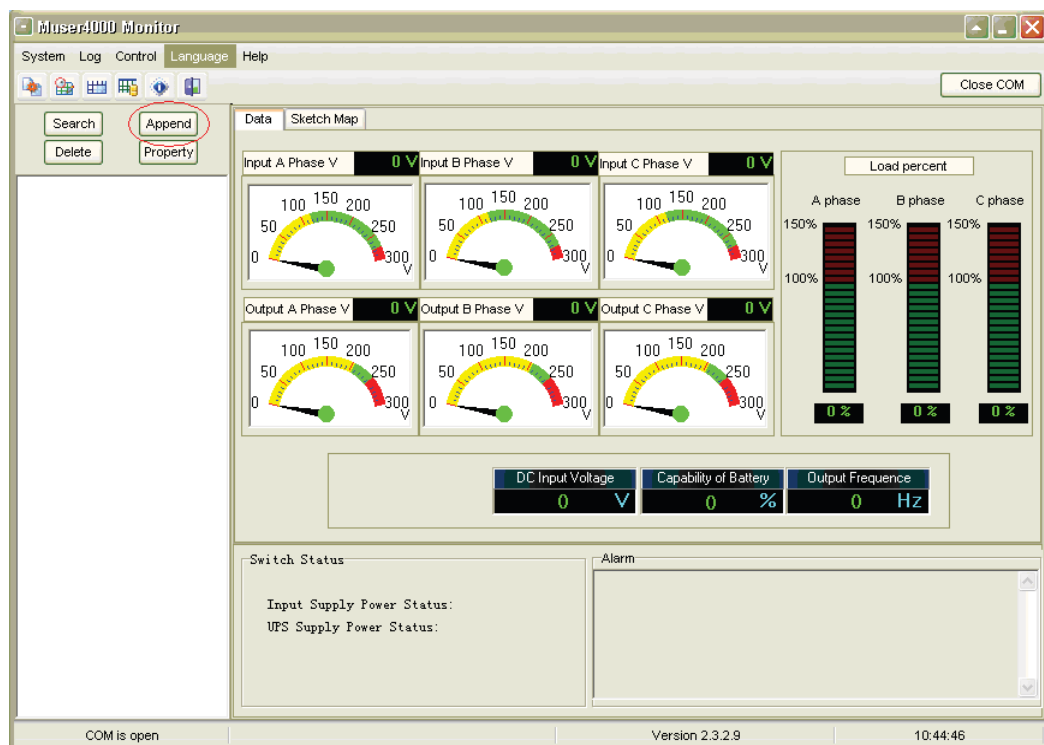 Muser4000 Monitor
System Log Control Language Help
Close COM
Search Append
Delete Property
Data Sketch Map
Input A Phase V 0 V Input B Phase V 0 V Input C Phase V 0 V
0 50 100 150 200 250 300 V
0 50 100 150 200 250 300 V
0 50 100 150 200 250 300 V
Output A Phase V 0 V Output B Phase V 0 V Output C Phase V 0 V
0 50 100 150 200 250 300 V
0 50 100 150 200 250 300 V
0 50 100 150 200 250 300 V
Load percent
A phase B phase C phase
150% 150% 150%
100% 100% 100%
0 % 0 % 0 %
DC Input Voltage Capability of Battery Output Frequence
0 V 0 % 0 Hz
Switch Status
Input Supply Power Status:
UPS Supply Power Status:
Alarm
COM is open Version 2.3.2.9 10:44:46